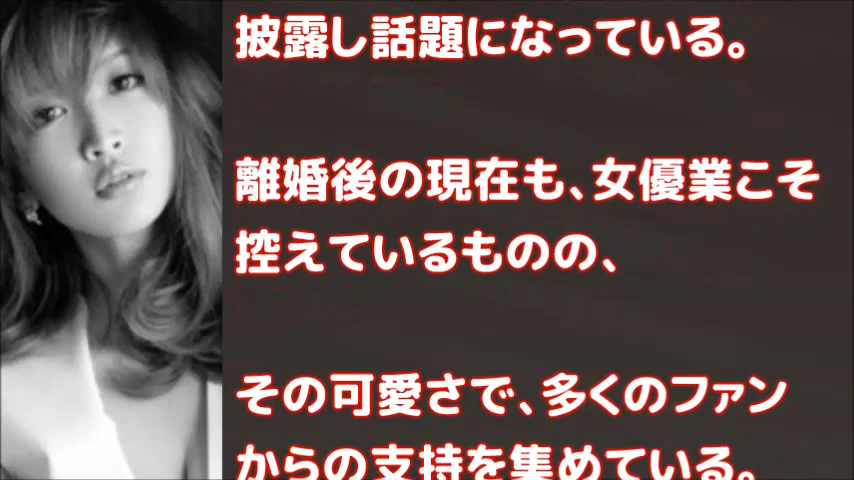 披露し話題になっている。
離婚後の現在も、女優業こそ
控えているものの、
その可愛さで、多くのファン
からの支持を集めている。